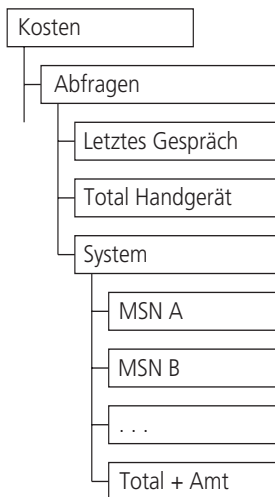 Kosten
Abfragen
Letztes Gespräch
Total Handgerät
System
MSN A
MSN B
. . .
Total + Amt